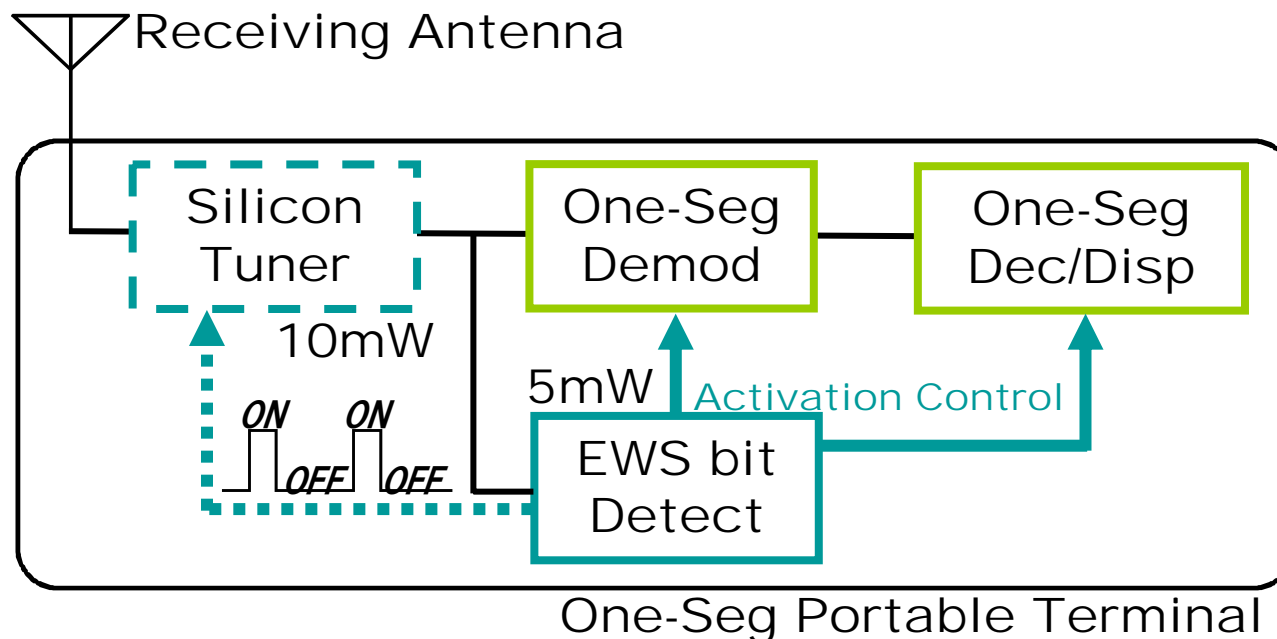 Receiving Antenna
Silicon
Tuner
One-Seg
Demod
One-Seg
Dec/Disp
10mW
5mW
Activation Control
ON
ON
OFF
OFF
EWS bit
Detect
One-Seg Portable Terminal